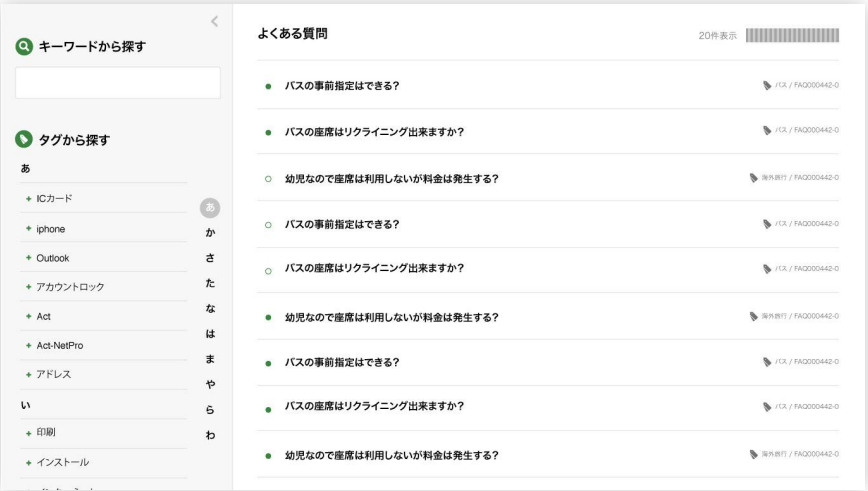 キーワードから探す
タグから探す
あ
ICカード
iphone
Outlook
アカウントロック
Act
Act-NetPro
アドレス
い
印刷
インストール
あ
か
さ
た
な
は
ま
や
ら
わ
よくある質問
20件表示
バスの事前指定はできる?
バス / FAQ000442-0
バスの座席はリクライニング出来ますか?
バス / FAQ000442-0
幼児なので座席は利用しないが料金は発生する?
海外旅行 / FAQ000442-0
バスの事前指定はできる?
バス / FAQ000442-0
バスの座席はリクライニング出来ますか?
バス / FAQ000442-0
幼児なので座席は利用しないが料金は発生する?
海外旅行 / FAQ000442-0
バスの事前指定はできる?
バス / FAQ000442-0
バスの座席はリクライニング出来ますか?
バス / FAQ000442-0
幼児なので座席は利用しないが料金は発生する?
海外旅行 / FAQ000442-0